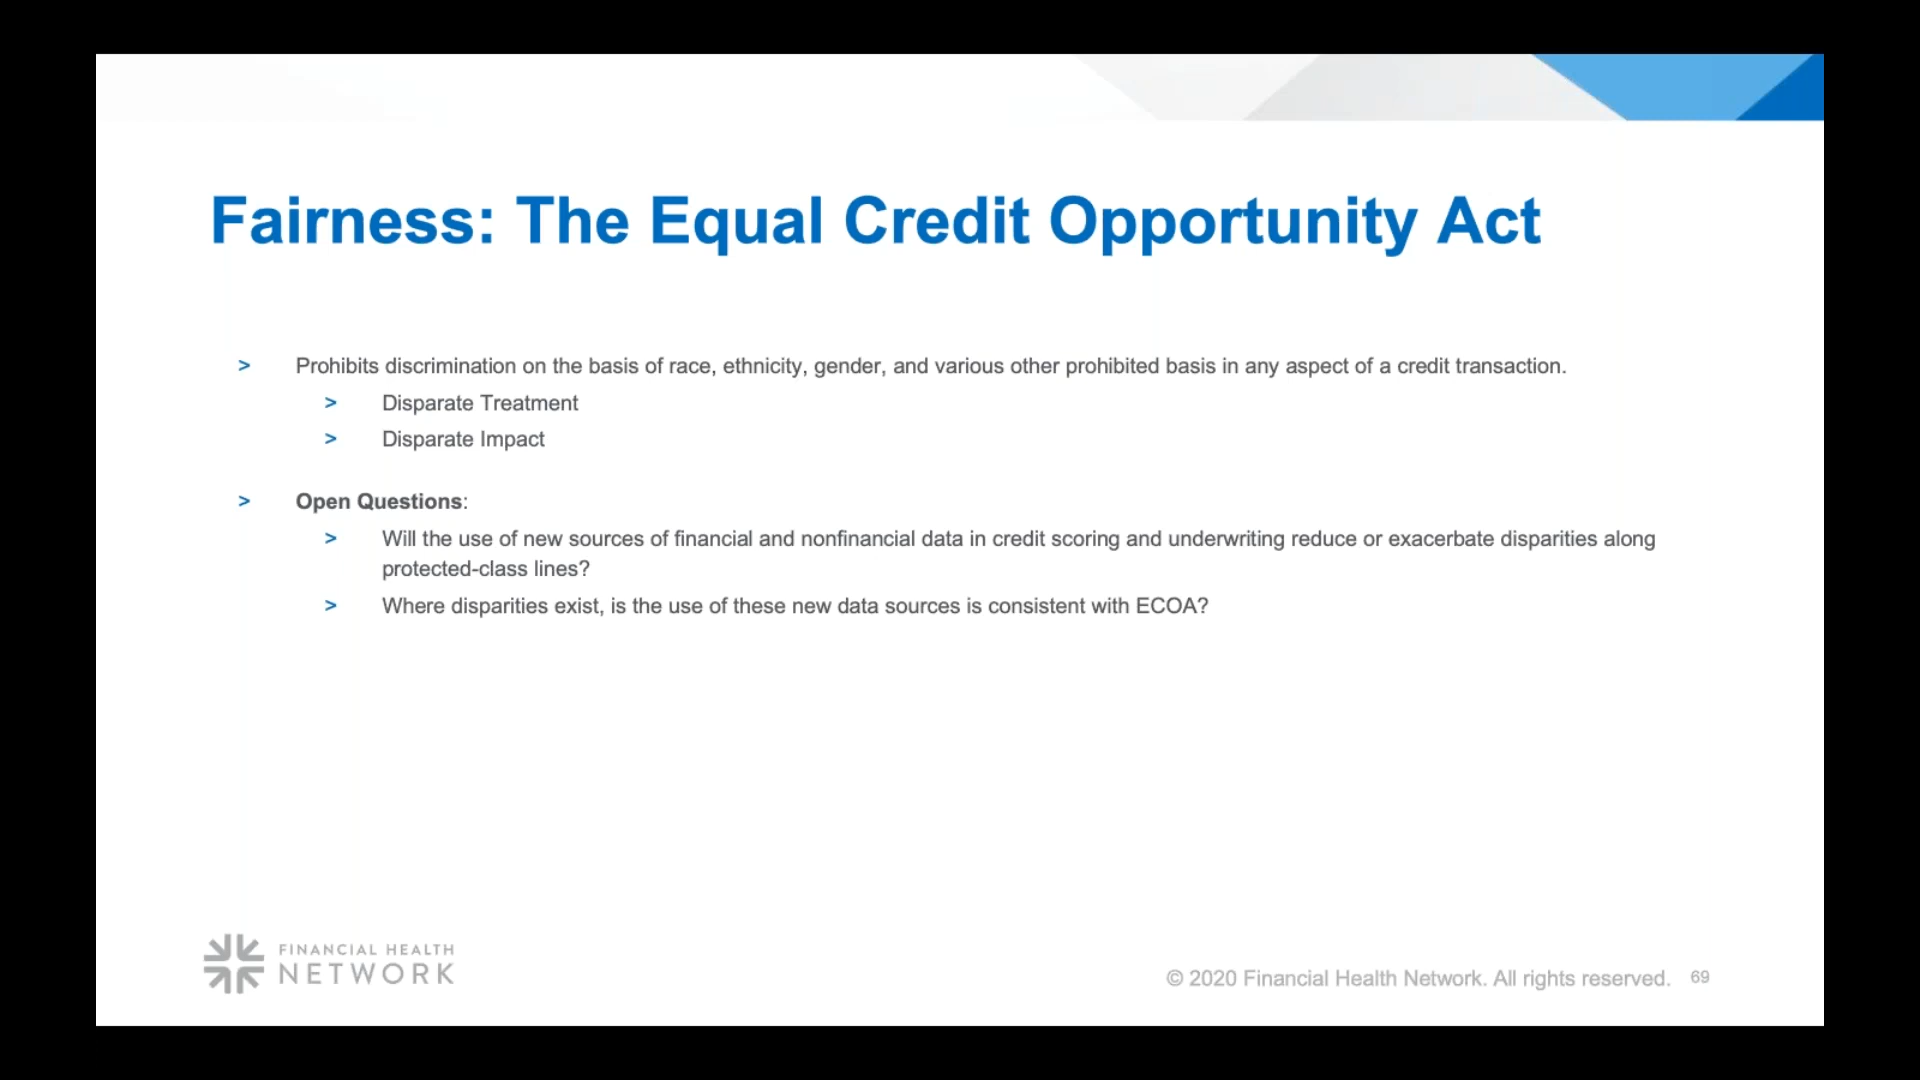 Fairness: The Equal Credit Opportunity Act
> Prohibits discrimination on the basis of race, ethnicity, gender, and various other prohibited basis in any aspect of a credit transaction.
> Disparate Treatment
> Disparate Impact
> Open Questions:
> Will the use of new sources of financial and nonfinancial data in credit scoring and underwriting reduce or exacerbate disparities along
protected-class lines?
> Where disparities exist, is the use of these new data sources is consistent with ECOA?
FINANCIAL HEALTH
NETWORK
© 2020 Financial Health Network. All rights reserved. 69